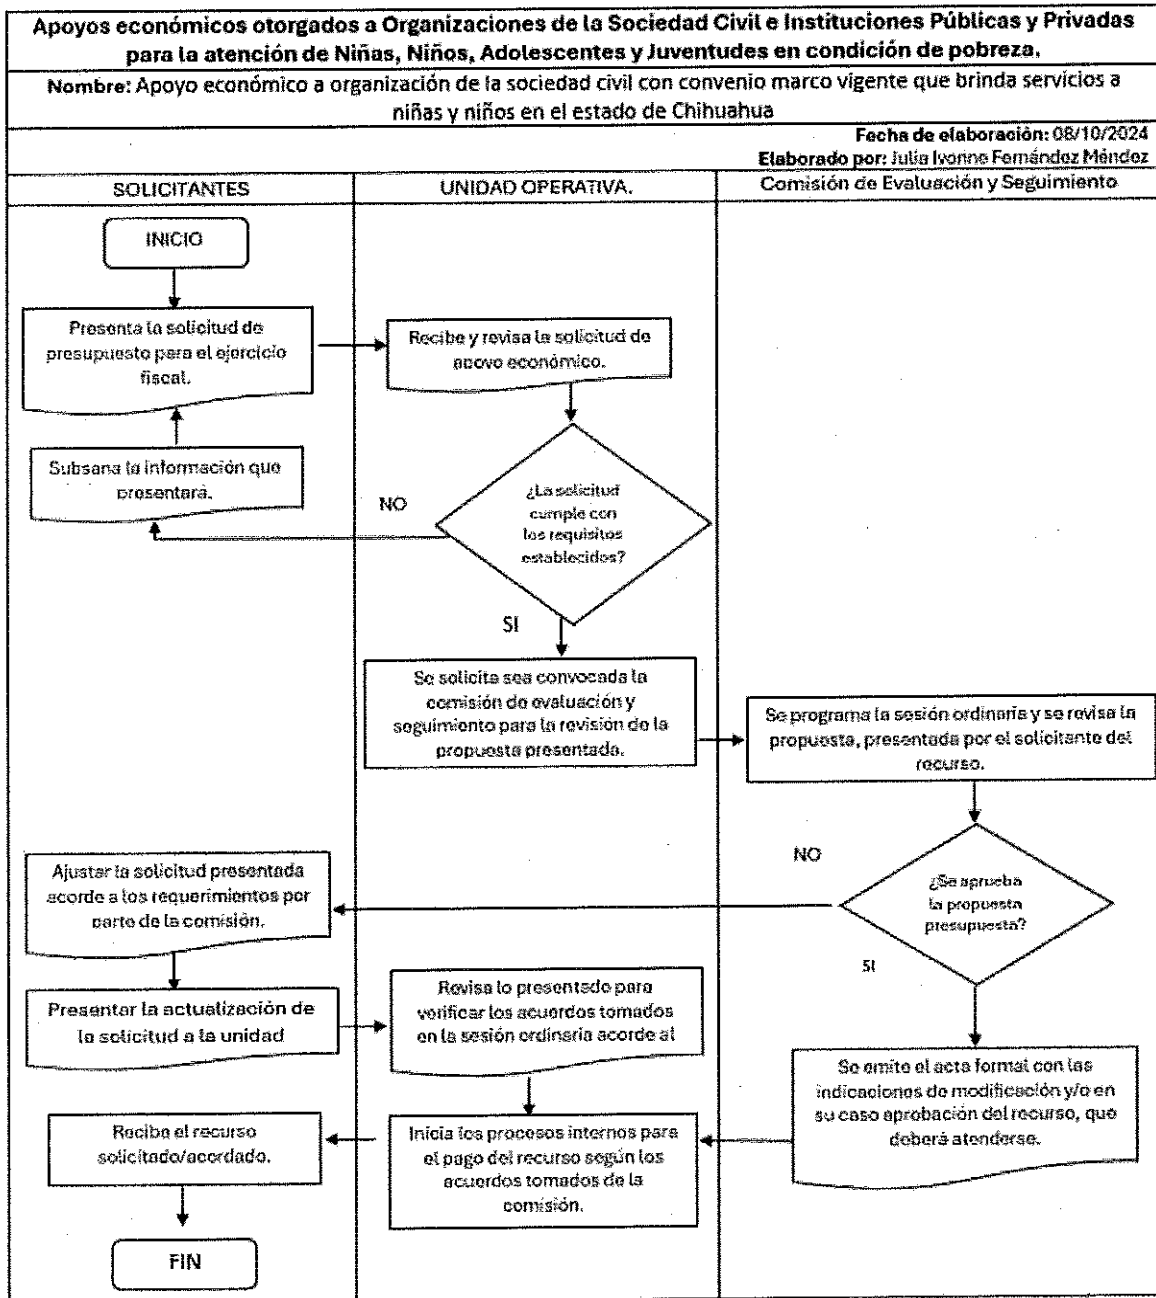 Apoyos económicos otorgados a Organizaciones de la Sociedad Civil e Instituciones Públicas y Privadas
para la atención de Niñas, Niños, Adolescentes y Juventudes en condición de pobreza.
Nombre: Apoyo económico a organización de la sociedad civil con convenio marco vigente que brinda servicios a
niñas y niños en el estado de Chihuahua
Fecha de elaboración: 08/10/2024
Elaborado por: Julia Ivonne Fernández Méndez
SOLICITANTES
UNIDAD OPERATIVA.
Comisión de Evaluación y Seguimiento
INICIO
Presenta la solicitud de
presupuesto para el ejercicio
fiscal.
Recibe y revisa la solicitud de
apoyo económico.
Subsana la información que
presentará.
NO
¿La solicitud
cumple con
los requisitos
establecidos?
SI
Se solicita sea convocada la
comisión de evaluación y
seguimiento para la revisión de la
propuesta presentada.
Se programa la sesión ordinaria y se revisa la
propuesta, presentada por el solicitante del
recurso.
NO
¿Se aprueba
la propuesta
presupuesta?
SI
Ajustar la solicitud presentada
acorde a los requerimientos por
parte de la comisión.
Presentar la actualización de
la solicitud a la unidad
Revisa lo presentado para
verificar los acuerdos tomados
en la sesión ordinaria acorde al
Se emite el acta formal con las
indicaciones de modificación y/o en
su caso aprobación del recurso, que
deberá atenderse.
Recibe el recurso
solicitado/acordado.
Inicia los procesos internos para
el pago del recurso según los
acuerdos tomados de la
comisión.
FIN